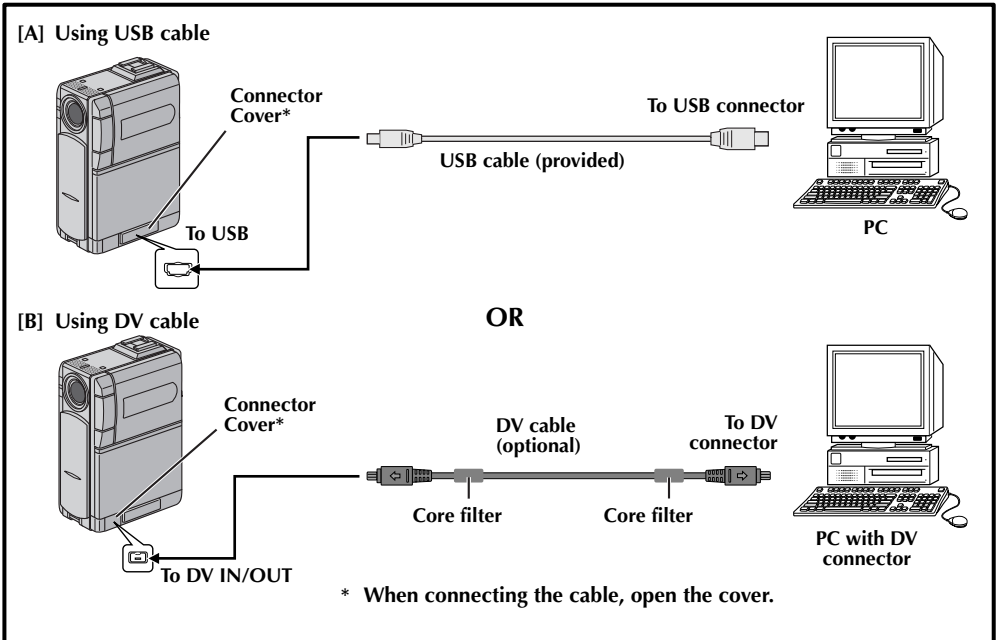 [A] Using USB cable
Connector
Cover*
To USB connector
USB cable (provided)
To USB
PC
OR
[B] Using DV cable
Connector
Cover*
DV cable
(optional)
To DV
connector
Core filter
Core filter
PC with DV
connector
To DV IN/OUT
* When connecting the cable, open the cover.